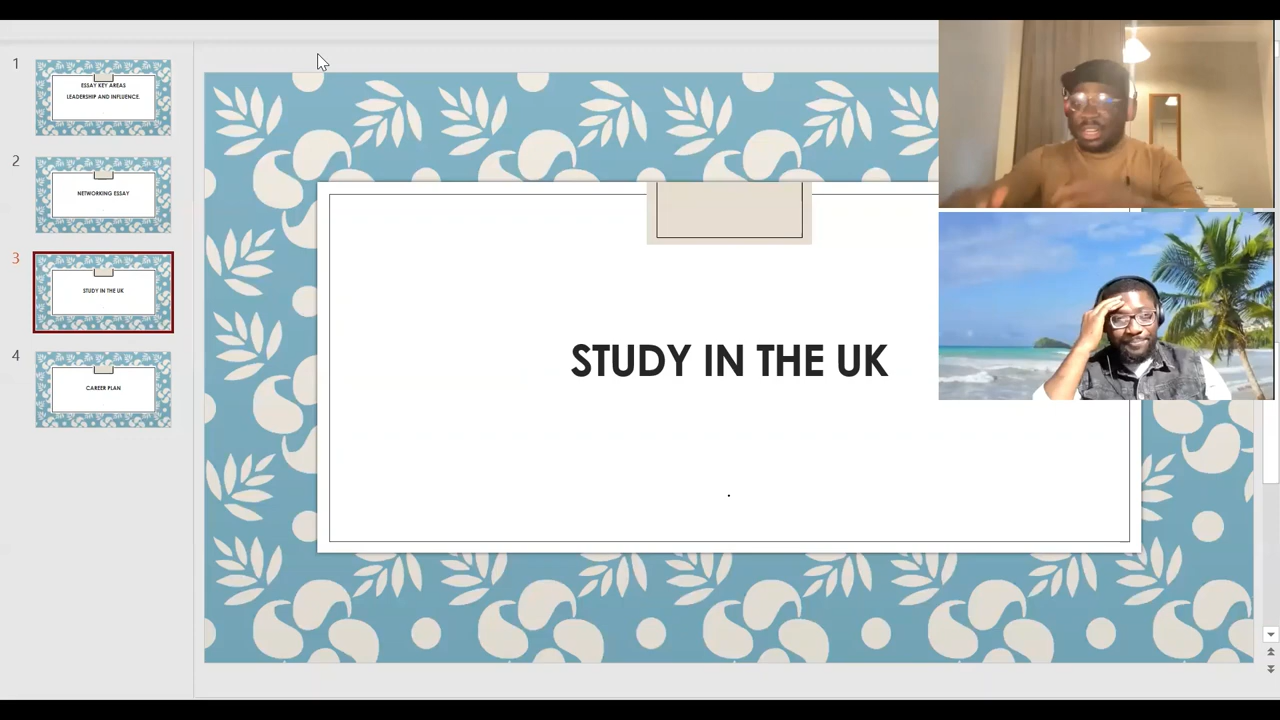 1
ESSAY KEY AREAS
LEADERSHIP AND INFLUENCE.
2
NETWORKING ESSAY
3
STUDY IN THE UK
4
CAREER PLAN
STUDY IN THE UK
.